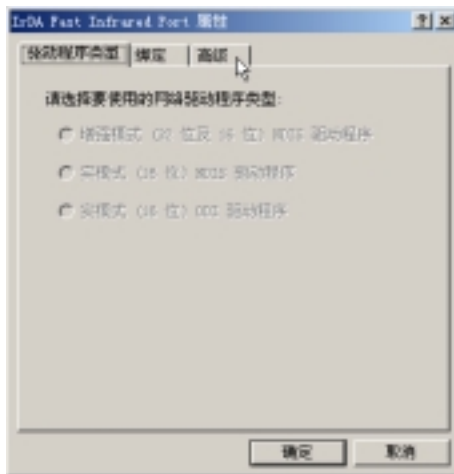 IrDA Fast Infrared Port 属性
驱动程序类型 绑定 高级
请选择要使用的网络驱动程序类型:
增强模式 (32 位及 16 位) NDIS 驱动程序
实模式 (16 位) NDIS 驱动程序
实模式 (16 位) ODI 驱动程序
确定 取消